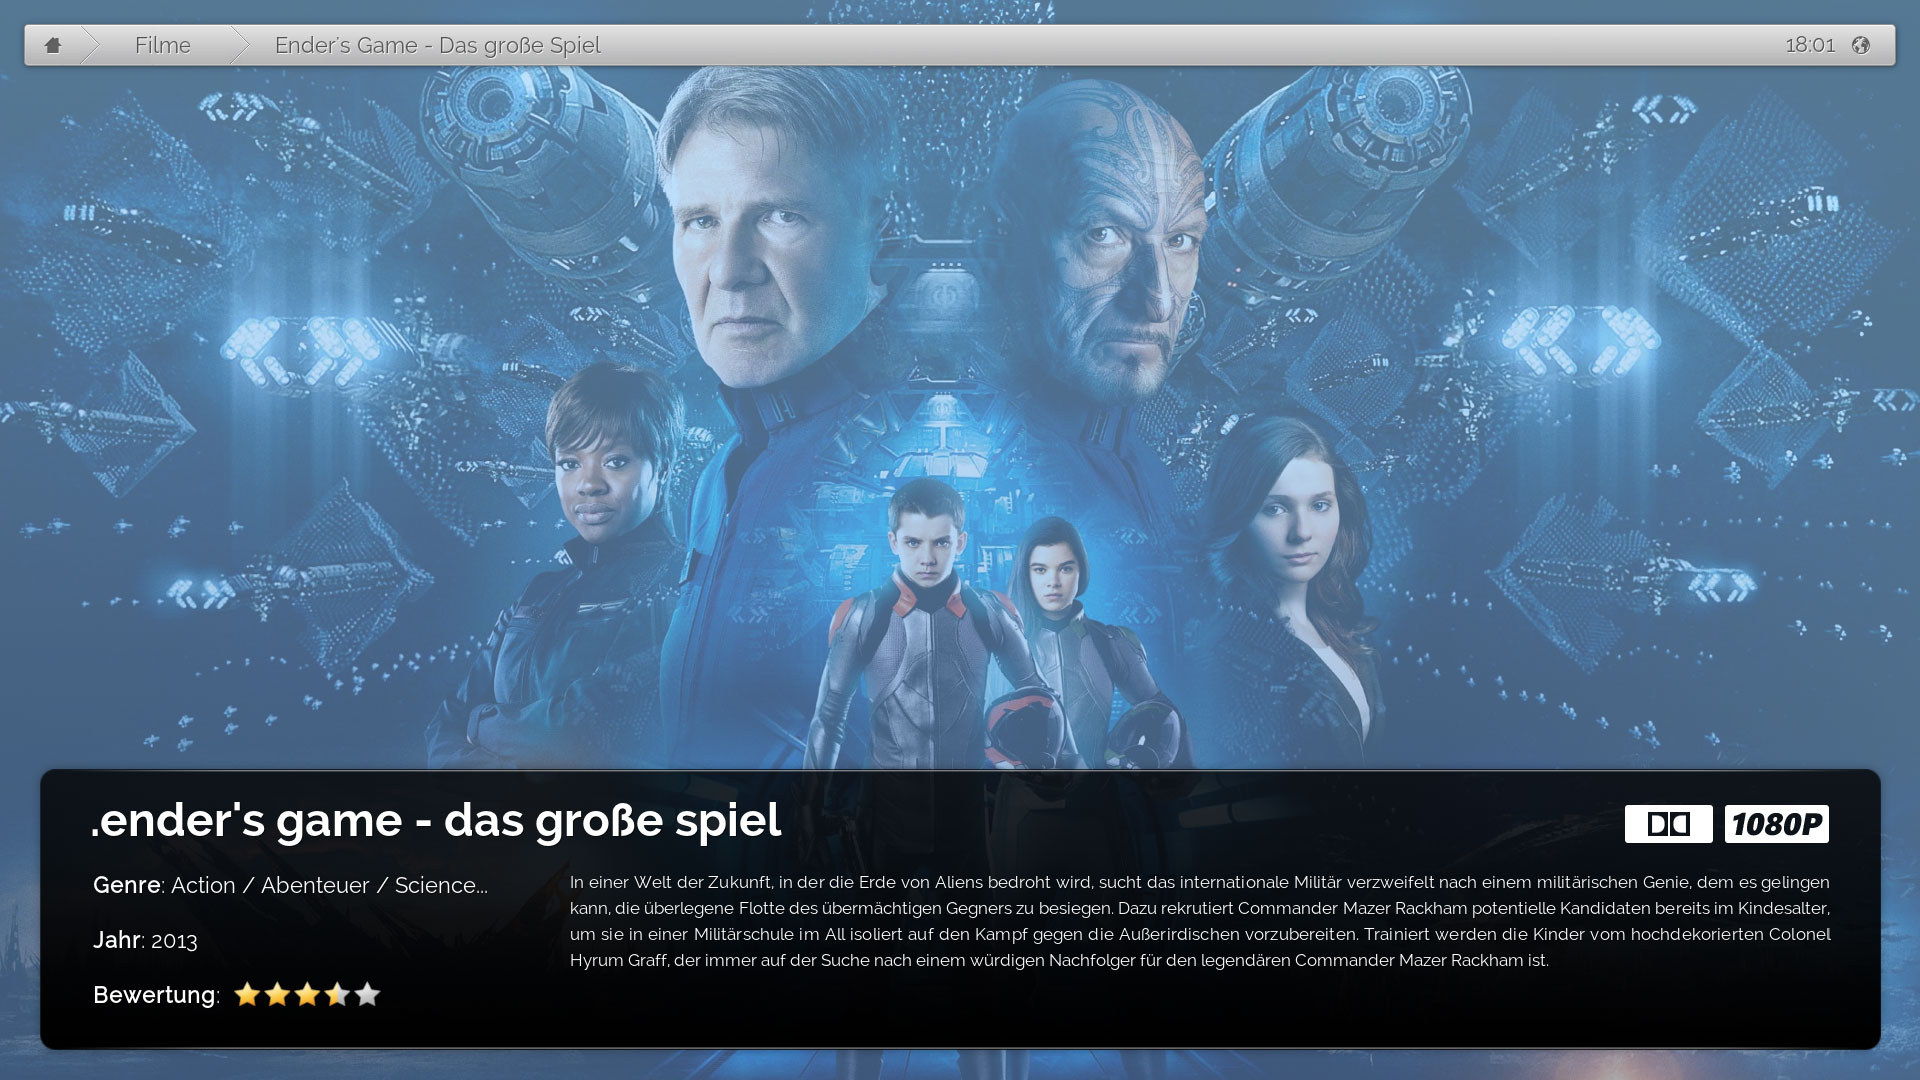 Filme
Ender's Game - Das große Spiel
18:01
.ender's game - das große spiel
1080P
Genre: Action / Abenteuer / Science...
Jahr: 2013
Bewertung:
In einer Welt der Zukunft, in der die Erde von Aliens bedroht wird, sucht das internationale Militär verzweifelt nach einem militärischen Genie, dem es gelingen
kann, die überlegene Flotte des übermächtigen Gegners zu besiegen. Dazu rekrutiert Commander Mazer Rackham potentielle Kandidaten bereits im Kindesalter,
um sie in einer Militärschule im All isoliert auf den Kampf gegen die Außerirdischen vorzubereiten. Trainiert werden die Kinder vom hochdekorierten Colonel
Hyrum Graff, der immer auf der Suche nach einem würdigen Nachfolger für den legendären Commander Mazer Rackham ist.